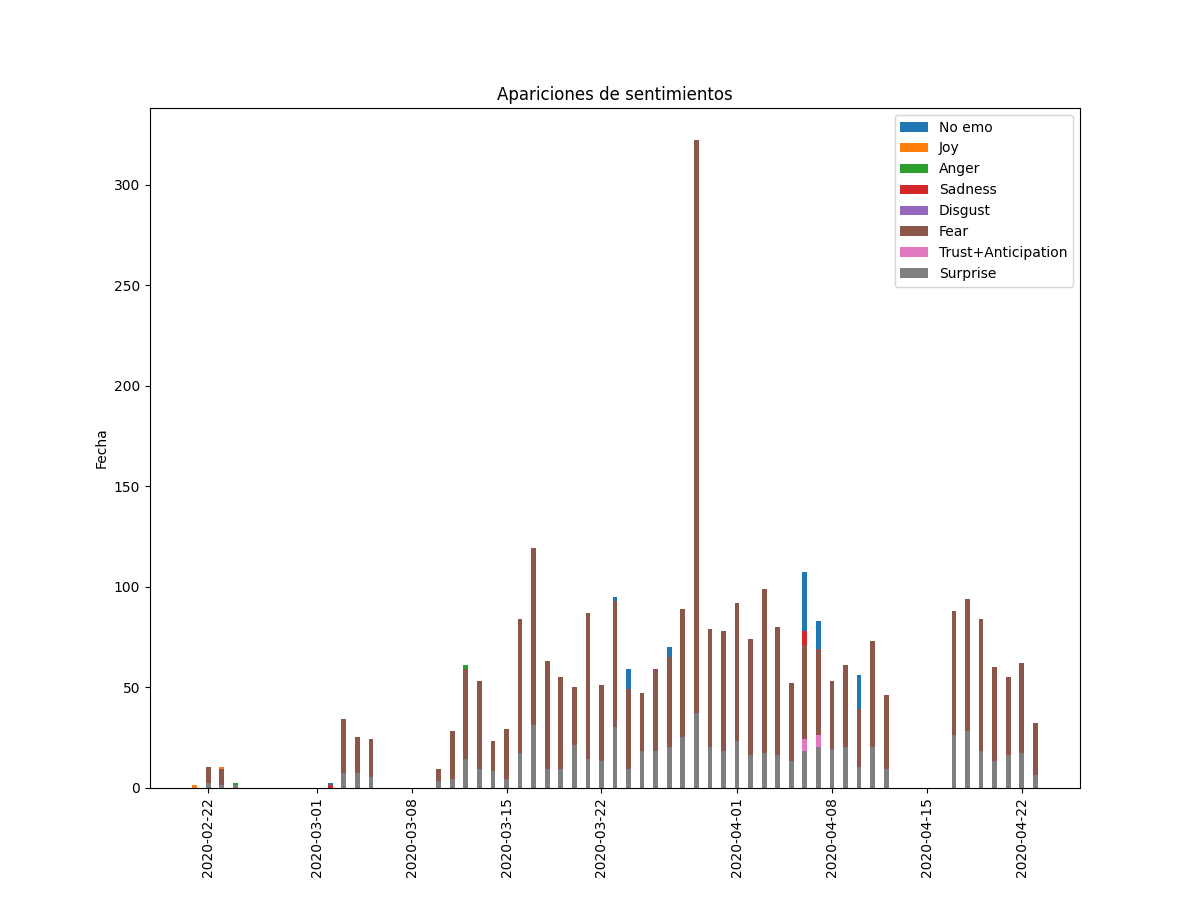 Apariciones de sentimientos
No emo
Joy
Anger
Sadness
Disgust
Fear
Trust+Anticipation
Surprise
Fecha
300
250
200
150
100
50
0
2020-02-22
2020-03-01
2020-03-08
2020-03-15
2020-03-22
2020-04-01
2020-04-08
2020-04-15
2020-04-22